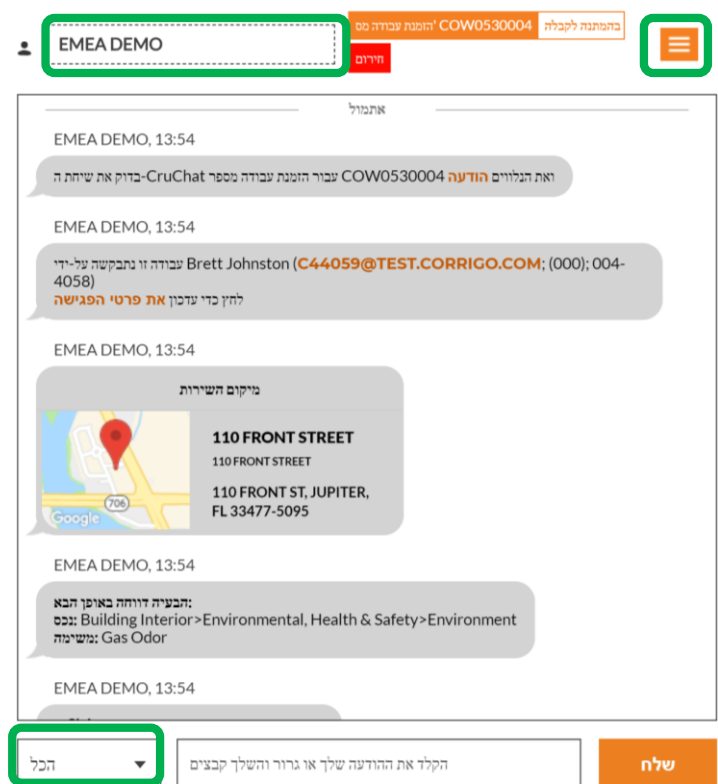 EMEA DEMO
הזמנת עבודה מס' COW0530004
בהמתנה לקבלה
חירום
אתמול
EMEA DEMO, 13:54
בדוק את שיחת ה-CruChat עבור הזמנת עבודה מספר COW0530004 הודעה ואת הנלווים
EMEA DEMO, 13:54
עבודה זו נתבקשה על-ידי Brett Johnston (C44059@TEST.CORRIGO.COM; (000); 004-
4058)
לחץ כדי עדכון את פרטי הפגישה
EMEA DEMO, 13:54
מיקום השירות
110 FRONT STREET
110 FRONT STREET
110 FRONT ST, JUPITER,
FL 33477-5095
706
Google
EMEA DEMO, 13:54
הבעיה דווחה באופן הבא:
נכס: Building Interior>Environmental, Health & Safety>Environment
משימה: Gas Odor
EMEA DEMO, 13:54
הכל
הקלד את ההודעה שלך או גרור והשלך קבצים
שלח